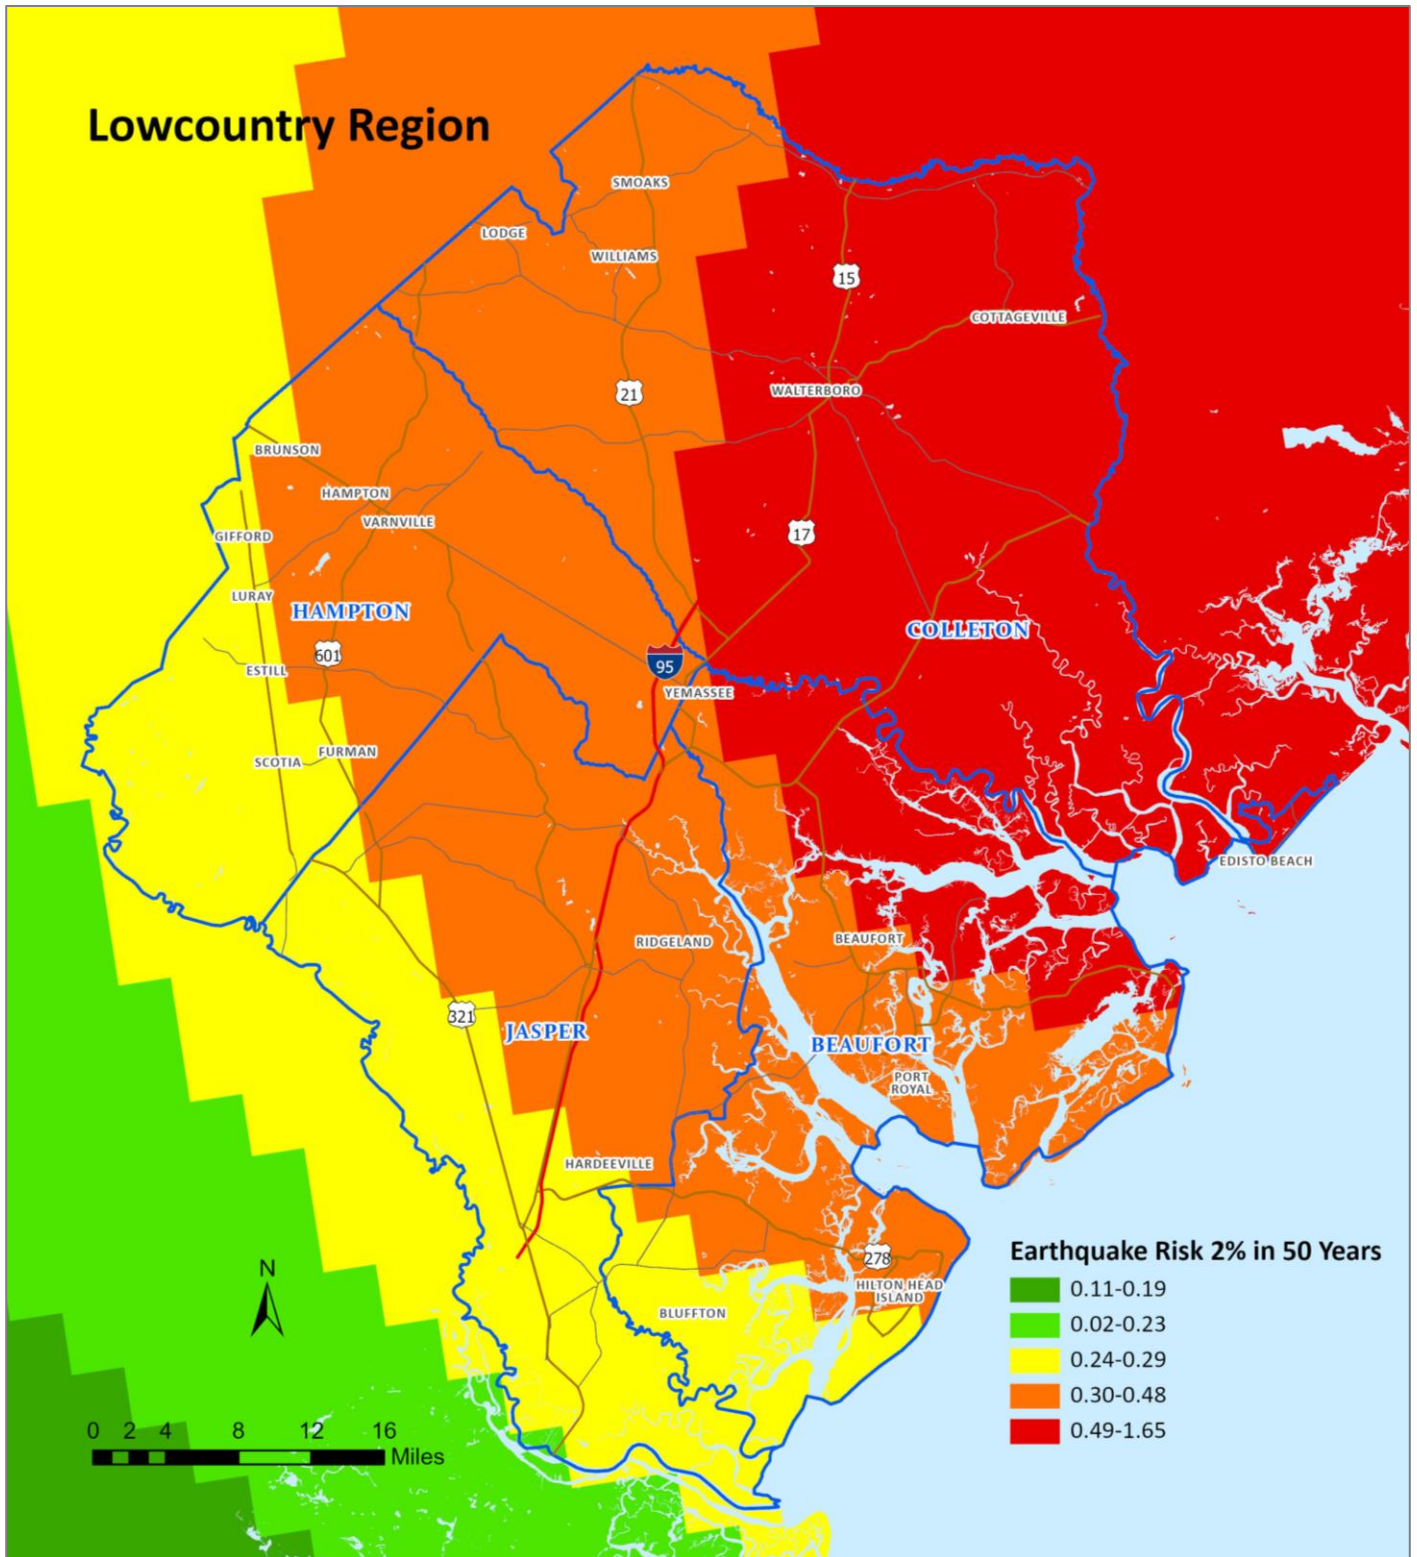 Lowcountry Region
SMOAKS
LODGE
WILLIAMS
15
COTTAGEVILLE
21
WALTERBORO
BRUNSON
HAMPTON
VARNVILLE
17
GIFFORD
LURAY
HAMPTON
COLLETON
601
95
ESTILL
YEMASSEE
FURMAN
SCOTIA
EDISTO BEACH
RIDGELAND
BEAUFORT
321
JASPER
BEAUFORT
PORT
ROYAL
HARDEEVILLE
278
HILTON HEAD
ISLAND
BLUFFTON
N
0 2 4 8 12 16
Miles
Earthquake Risk 2% in 50 Years
0.11-0.19
0.02-0.23
0.24-0.29
0.30-0.48
0.49-1.65